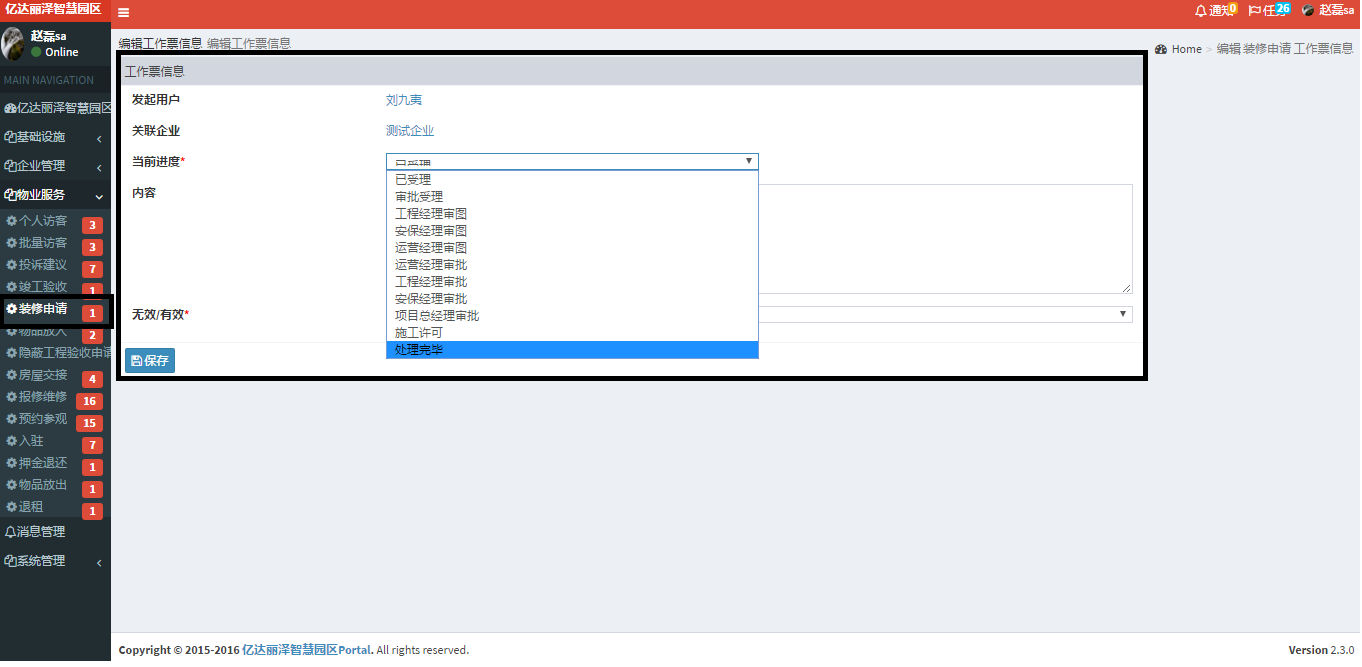 亿达丽泽智慧园区
通知 0
任务 26
赵磊sa
赵磊sa
Online
MAIN NAVIGATION
亿达丽泽智慧园区
基础设施
企业管理
物业服务
个人访客 3
批量访客 3
投诉建议 7
竣工验收 1
装修申请 1
物品放入 2
隐蔽工程验收申请
房屋交接 4
报修维修 16
预约参观 15
入驻 7
押金退还 1
物品放出 1
退租 1
消息管理
系统管理
编辑工作票信息 编辑工作票信息
Home > 编辑 装修申请 工作票信息
工作票信息
发起用户 刘九夷
关联企业 测试企业
当前进度* 已受理
已受理
审批受理
工程经理审图
安保经理审图
运营经理审图
运营经理审批
工程经理审批
安保经理审批
项目总经理审批
施工许可
处理完毕
内容
无效/有效*
保存
Copyright © 2015-2016 亿达丽泽智慧园区Portal. All rights reserved.
Version 2.3.0